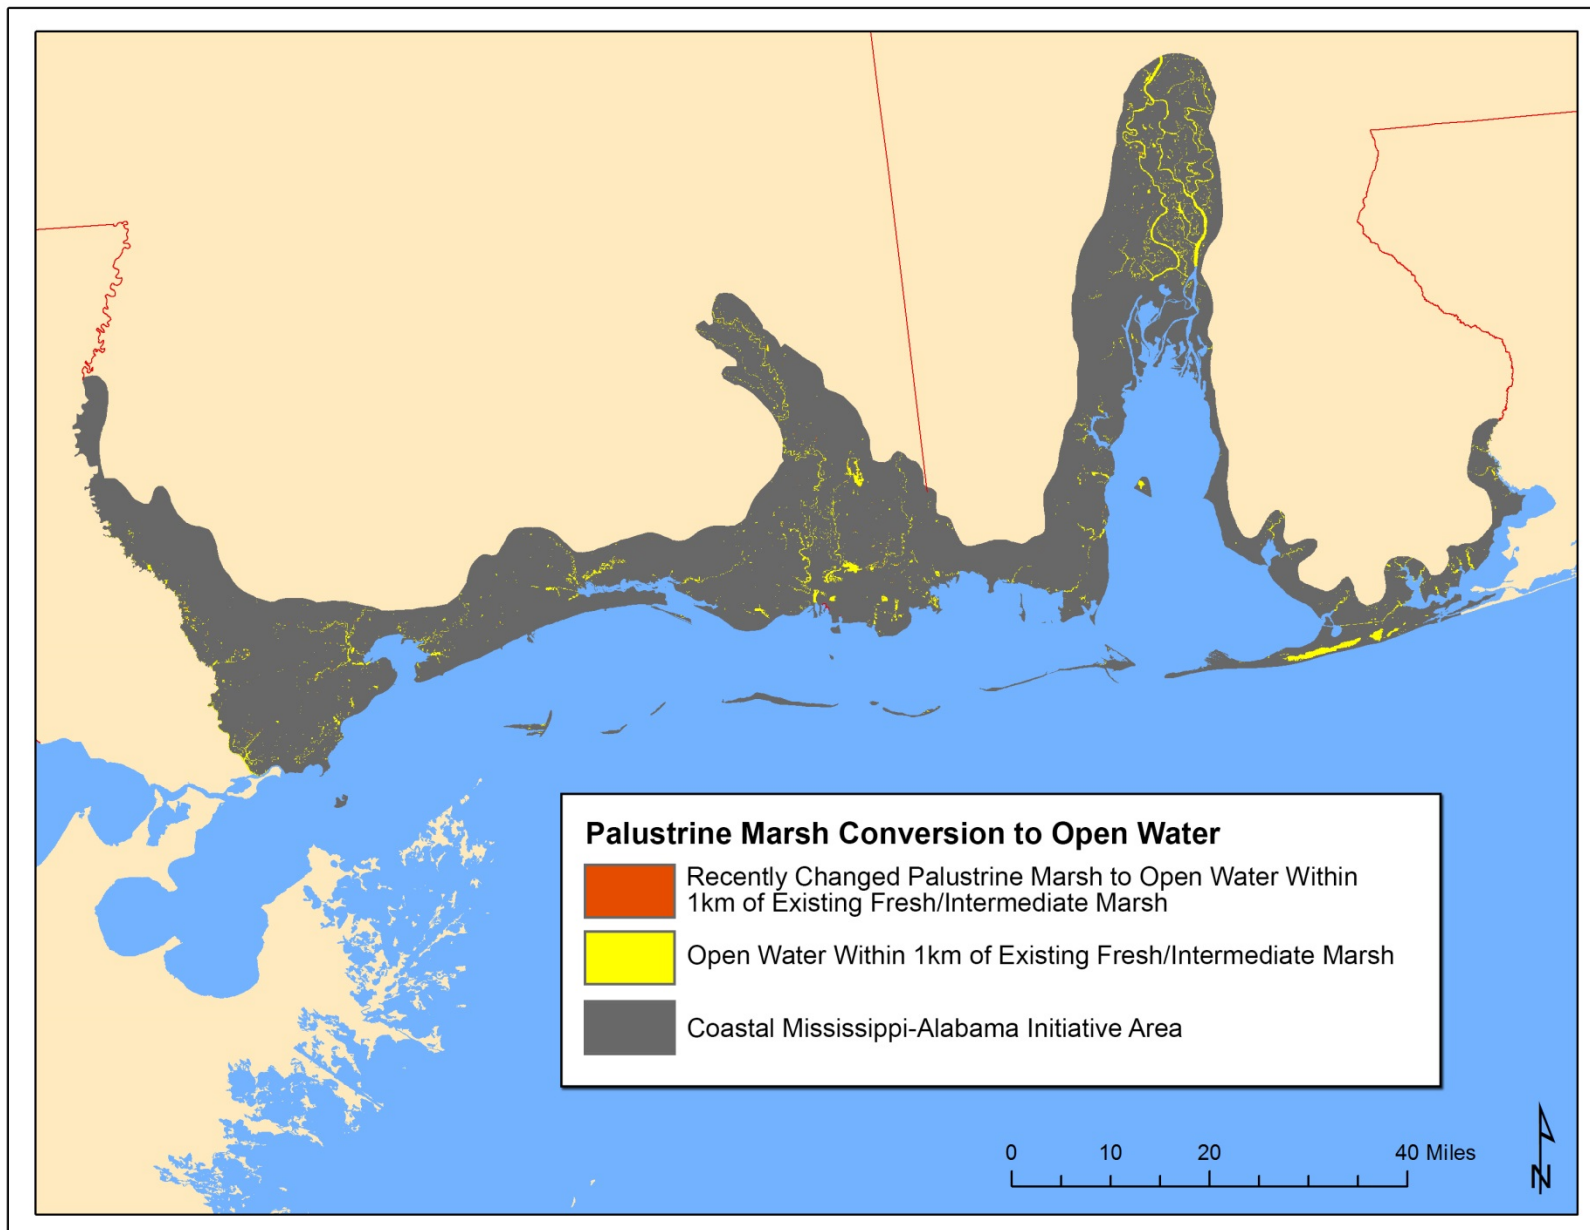 Palustrine Marsh Conversion to Open Water
Recently Changed Palustrine Marsh to Open Water Within
1km of Existing Fresh/Intermediate Marsh
Open Water Within 1km of Existing Fresh/Intermediate Marsh
Coastal Mississippi-Alabama Initiative Area
0 10 20 40 Miles
N